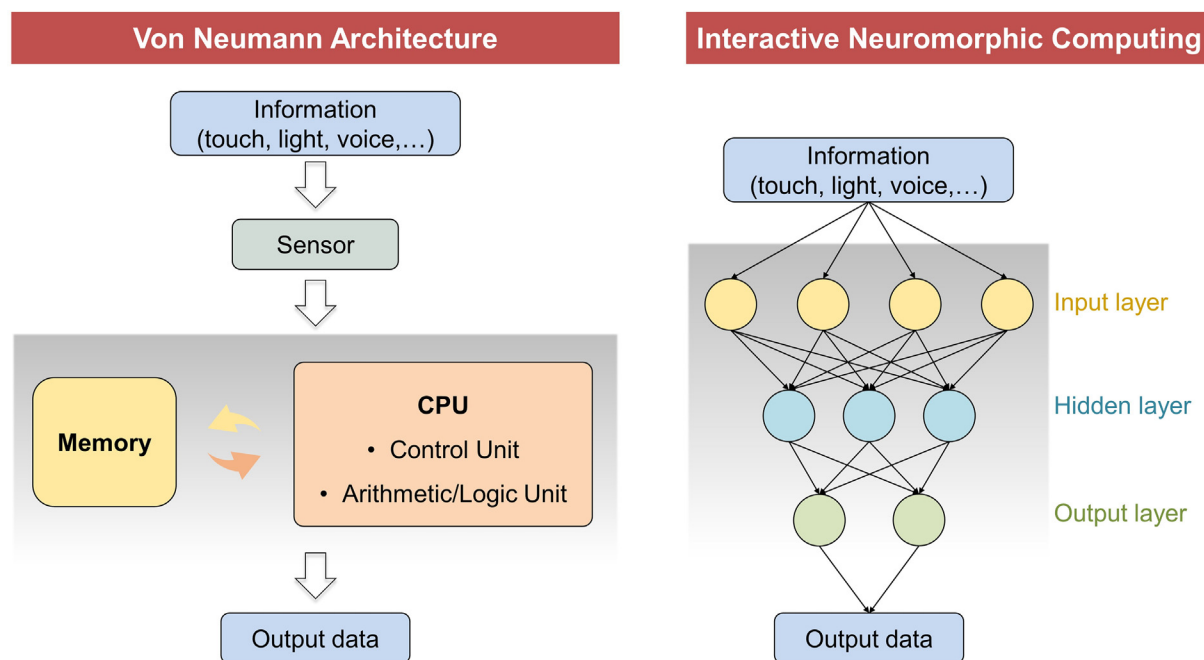 Von Neumann Architecture
Information
(touch, light, voice,…)
Sensor
Memory
CPU
• Control Unit
• Arithmetic/Logic Unit
Output data
Interactive Neuromorphic Computing
Information
(touch, light, voice,…)
Input layer
Hidden layer
Output layer
Output data